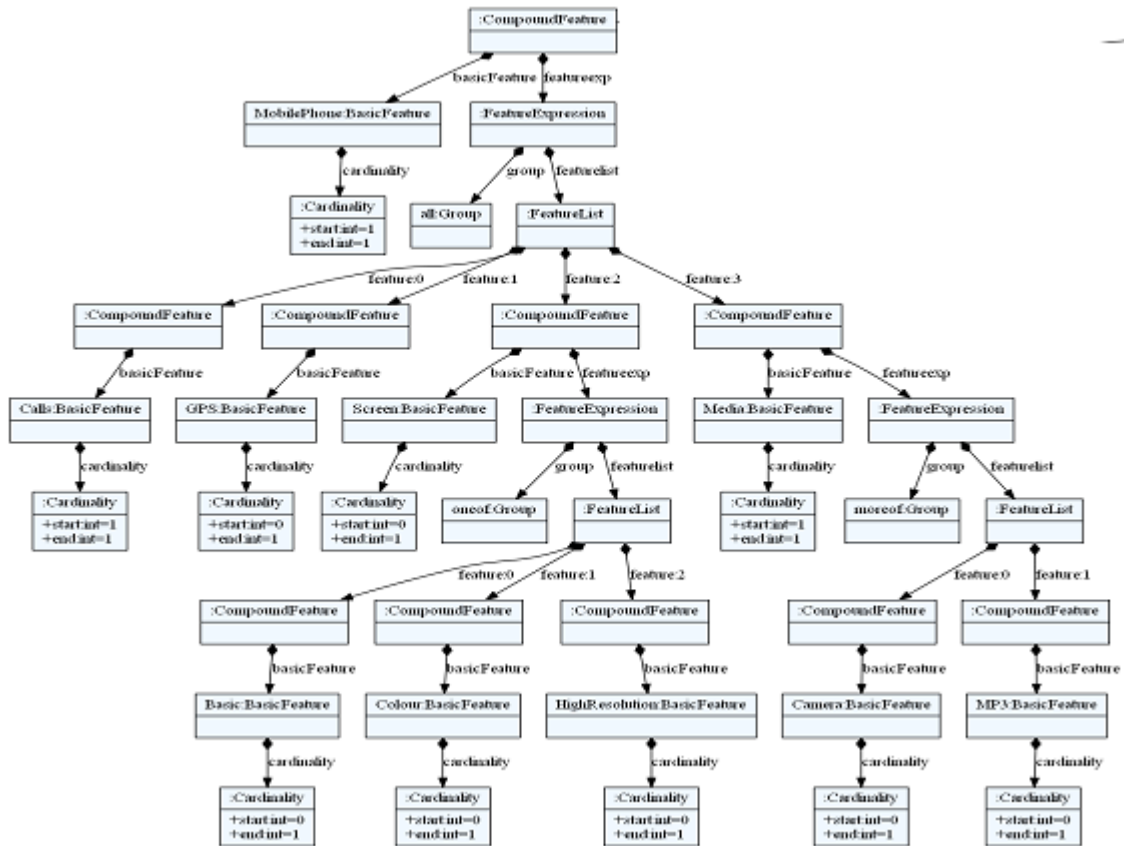 :CompoundFeature
basicFeature featureexp
MobilePhone:BasicFeature :FeatureExpression
cardinality group featurelist
:Cardinality all:Group :FeatureList
+start:int=1
+end:int=1
feature:0 feature:1 feature:2 feature:3
:CompoundFeature :CompoundFeature :CompoundFeature :CompoundFeature
basicFeature basicFeature basicFeature featureexp basicFeature featureexp
Calls:BasicFeature GPS:BasicFeature Screen:BasicFeature :FeatureExpression Media:BasicFeature :FeatureExpression
cardinality cardinality cardinality group featurelist cardinality group featurelist
:Cardinality :Cardinality :Cardinality oneof:Group :FeatureList :Cardinality moreof:Group :FeatureList
+start:int=1 +start:int=0 +start:int=0 +start:int=1
+end:int=1 +end:int=1 +end:int=1 +end:int=1
feature:0 feature:1 feature:2 feature:0 feature:1
:CompoundFeature :CompoundFeature :CompoundFeature :CompoundFeature :CompoundFeature
basicFeature basicFeature basicFeature basicFeature basicFeature
Basic:BasicFeature Colour:BasicFeature HighResolution:BasicFeature Camera:BasicFeature MP3:BasicFeature
cardinality cardinality cardinality cardinality cardinality
:Cardinality :Cardinality :Cardinality :Cardinality :Cardinality
+start:int=0 +start:int=0 +start:int=0 +start:int=0 +start:int=0
+end:int=1 +end:int=1 +end:int=1 +end:int=1 +end:int=1